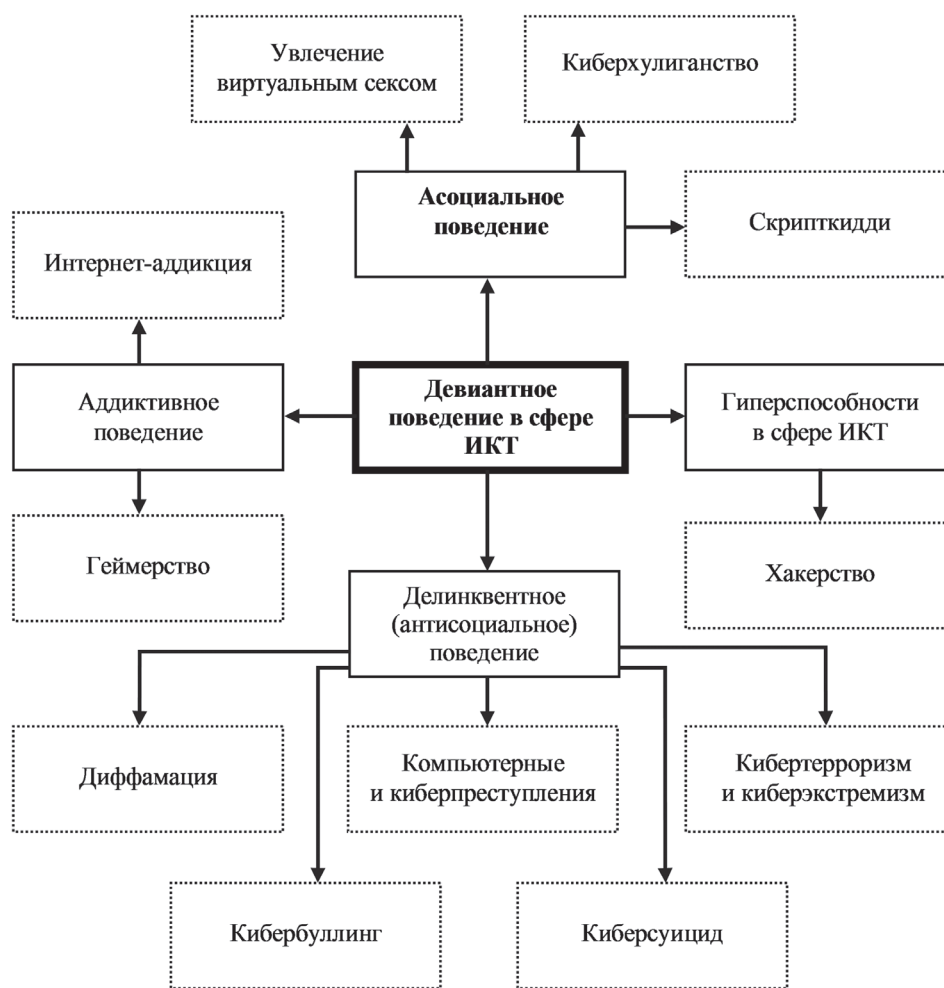 Увлечение
виртуальным сексом
Киберхулиганство
Асоциальное
поведение
Скрипткидди
Интернет-аддикция
Аддиктивное
поведение
Девиантное
поведение в сфере
ИКТ
Гиперспособности
в сфере ИКТ
Геймерство
Хакерство
Делинквентное
(антисоциальное)
поведение
Диффамация
Компьютерные
и киберпреступления
Кибертерроризм
и киберэкстремизм
Кибербуллинг
Киберсуицид